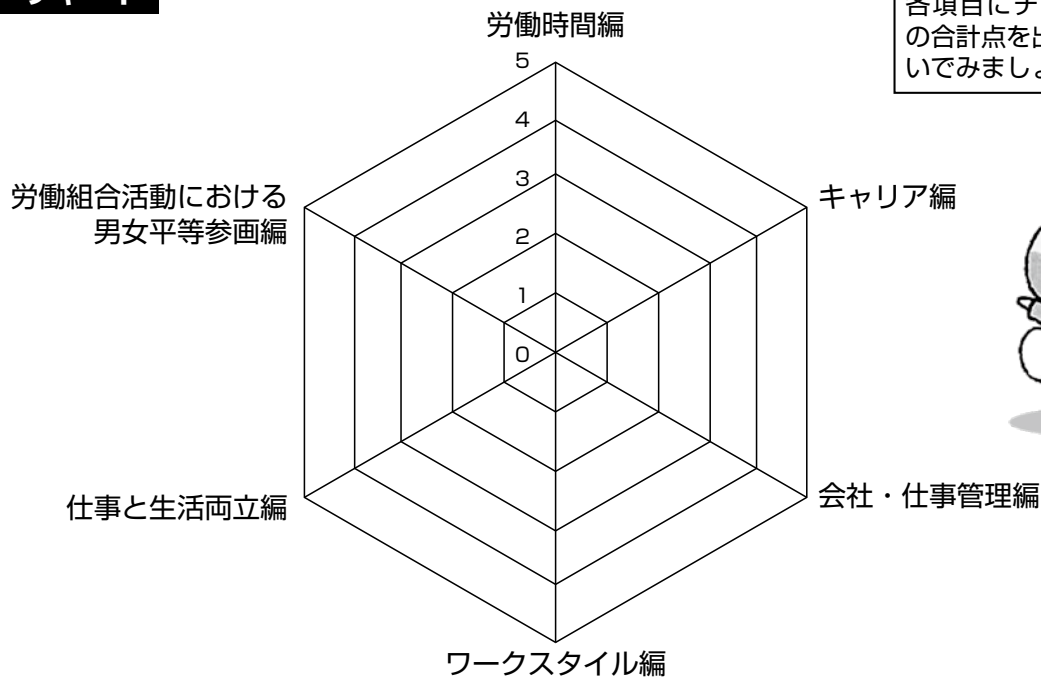 各項目にチ
の合計点を出
いでみましょ
労働時間編
5
4
3
2
1
0
キャリア編
会社・仕事管理編
ワークスタイル編
仕事と生活両立編
労働組合活動における
男女平等参画編